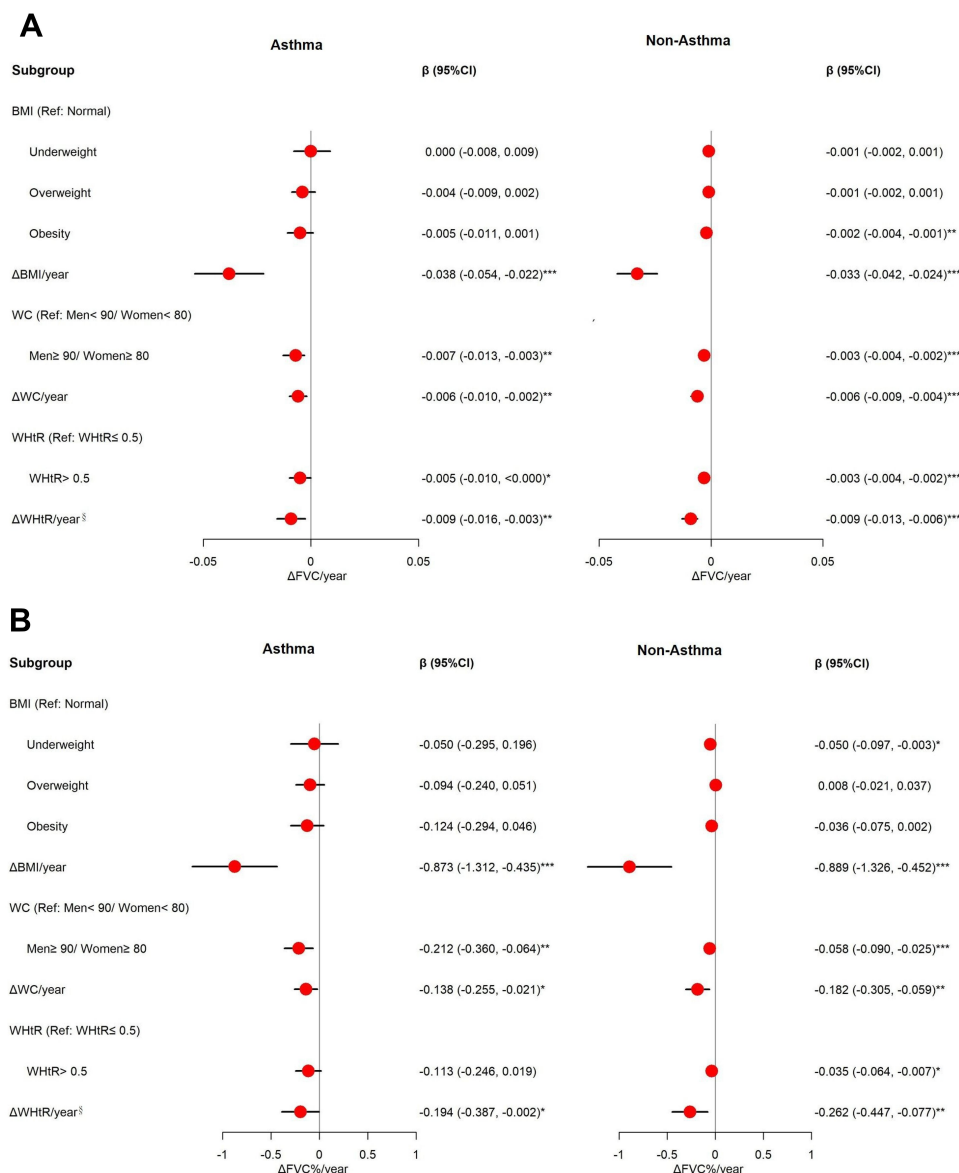 A
Asthma Non-Asthma
Subgroup β (95%CI) β (95%CI)
BMI (Ref: Normal)
Underweight 0.000 (-0.008, 0.009) -0.001 (-0.002, 0.001)
Overweight -0.004 (-0.009, 0.002) -0.001 (-0.002, 0.001)
Obesity -0.005 (-0.011, 0.001) -0.002 (-0.004, -0.001)**
ΔBMI/year -0.038 (-0.054, -0.022)*** -0.033 (-0.042, -0.024)***
WC (Ref: Men< 90/ Women< 80)
Men≥ 90/ Women≥ 80 -0.007 (-0.013, -0.003)** -0.003 (-0.004, -0.002)***
ΔWC/year -0.006 (-0.010, -0.002)** -0.006 (-0.009, -0.004)***
WHtR (Ref: WHtR≤ 0.5)
WHtR> 0.5 -0.005 (-0.010, <0.000)* -0.003 (-0.004, -0.002)***
ΔWHtR/year§ -0.009 (-0.016, -0.003)** -0.009 (-0.013, -0.006)***
-0.05 0 0.05 -0.05 0 0.05
ΔFVC/year ΔFVC/year
B
Asthma Non-Asthma
Subgroup β (95%CI) β (95%CI)
BMI (Ref: Normal)
Underweight -0.050 (-0.295, 0.196) -0.050 (-0.097, -0.003)*
Overweight -0.094 (-0.240, 0.051) 0.008 (-0.021, 0.037)
Obesity -0.124 (-0.294, 0.046) -0.036 (-0.075, 0.002)
ΔBMI/year -0.873 (-1.312, -0.435)*** -0.889 (-1.326, -0.452)***
WC (Ref: Men< 90/ Women< 80)
Men≥ 90/ Women≥ 80 -0.212 (-0.360, -0.064)** -0.058 (-0.090, -0.025)***
ΔWC/year -0.138 (-0.255, -0.021)* -0.182 (-0.305, -0.059)**
WHtR (Ref: WHtR≤ 0.5)
WHtR> 0.5 -0.113 (-0.246, 0.019) -0.035 (-0.064, -0.007)*
ΔWHtR/year§ -0.194 (-0.387, -0.002)* -0.262 (-0.447, -0.077)**
-1 -0.5 0 0.5 1 -1 -0.5 0 0.5 1
ΔFVC%/year ΔFVC%/year